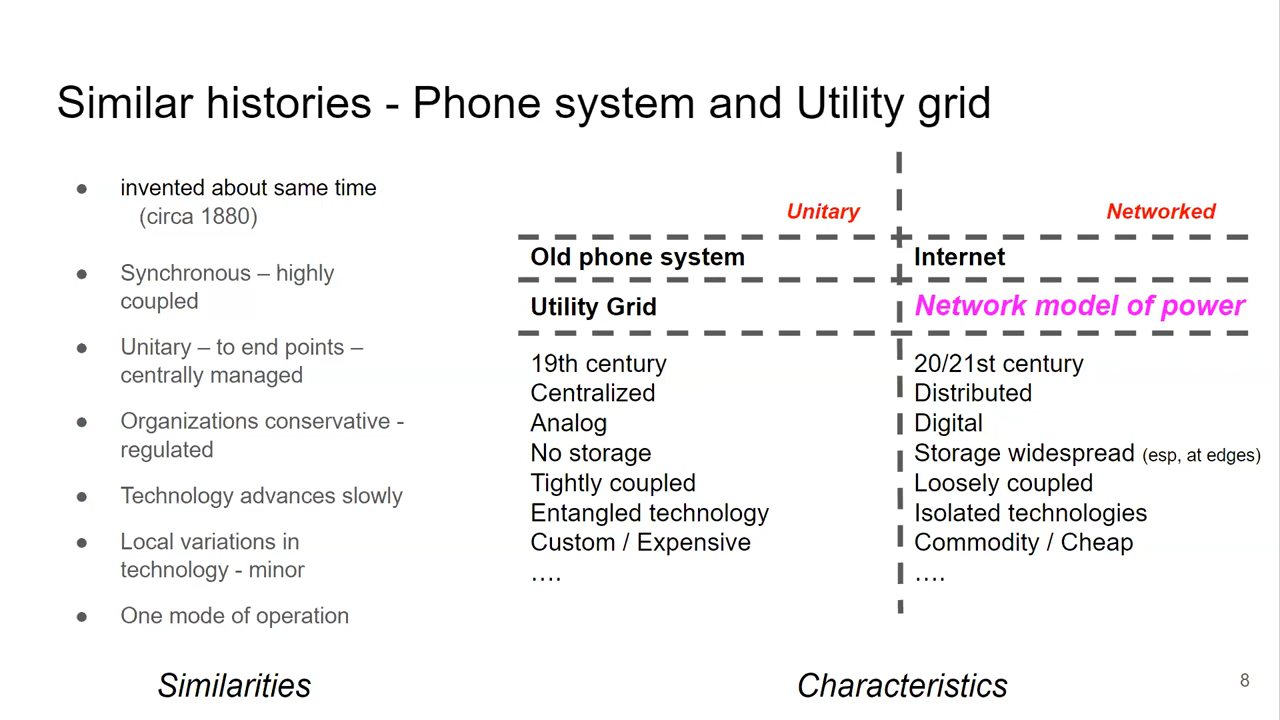 Similar histories - Phone system and Utility grid
● invented about same time
(circa 1880)
● Synchronous – highly
coupled
● Unitary – to end points –
centrally managed
● Organizations conservative -
regulated
● Technology advances slowly
● Local variations in
technology - minor
● One mode of operation
Similarities
Unitary
Networked
Old phone system
Internet
Utility Grid
Network model of power
19th century
Centralized
Analog
No storage
Tightly coupled
Entangled technology
Custom / Expensive
....
20/21st century
Distributed
Digital
Storage widespread (esp, at edges)
Loosely coupled
Isolated technologies
Commodity / Cheap
....
Characteristics
8